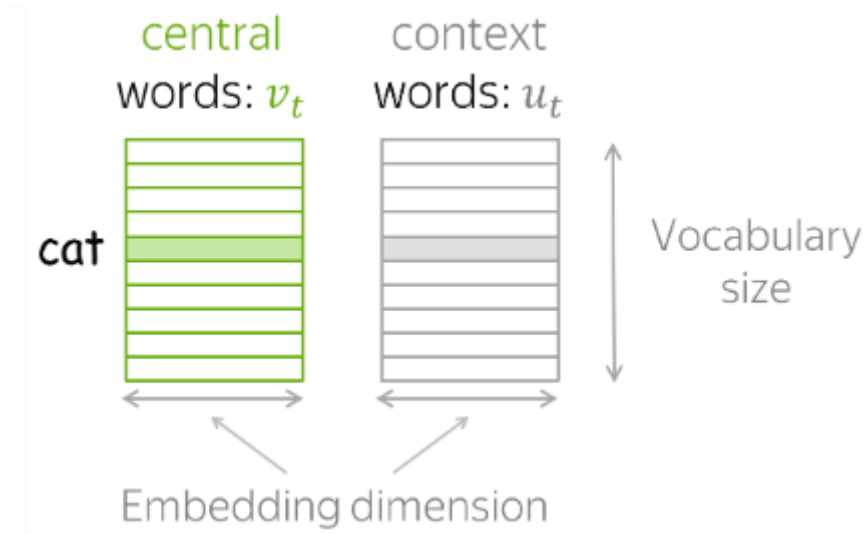 central
words: vₜ
context
words: uₜ
cat
Vocabulary
size
Embedding dimension